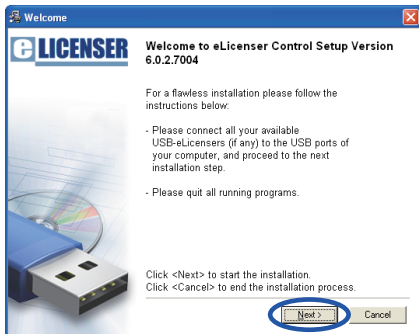 Welcome
e LICENSER
Welcome to eLicenser Control Setup Version
6.0.2.7004
For a flawless installation please follow the
instructions below:
- Please connect all your available
USB-eLicensers (if any) to the USB ports of
your computer, and proceed to the next
installation step.
- Please quit all running programs.
Click <Next> to start the installation.
Click <Cancel> to end the installation process.
Next >
Cancel